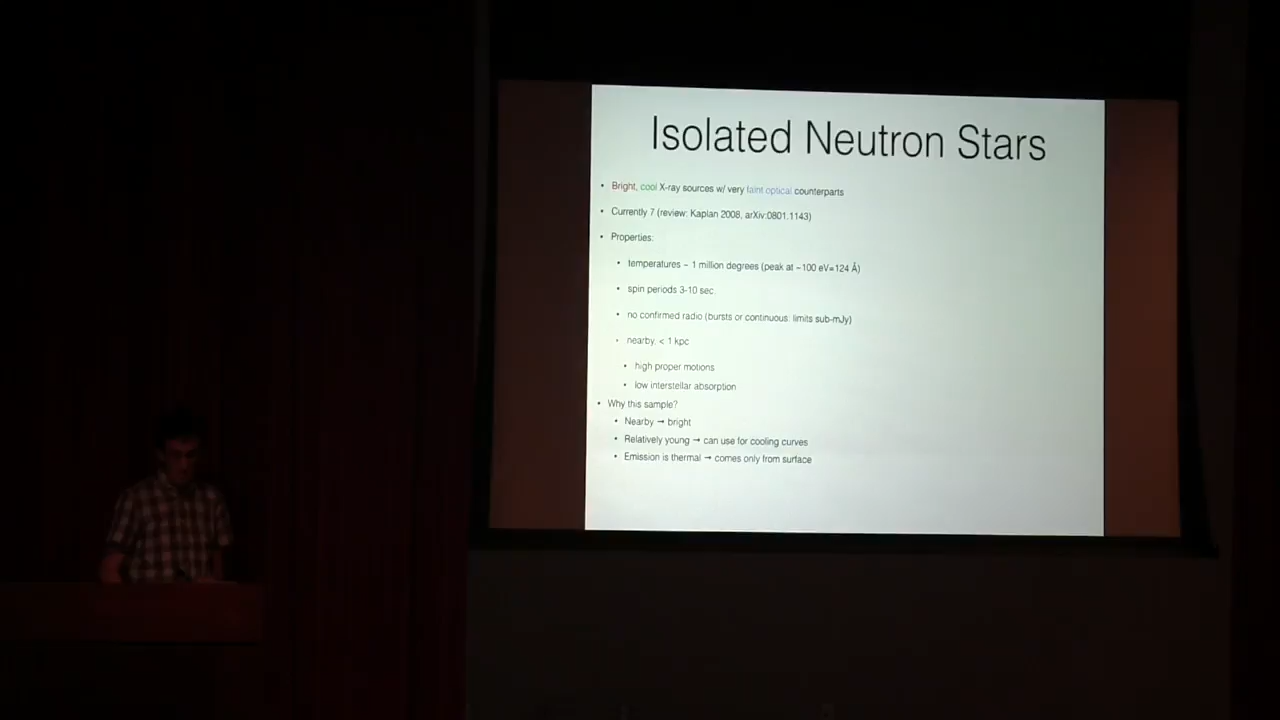 Isolated Neutron Stars
• Bright, cool X-ray sources w/ very faint optical counterparts
• Currently 7 (review: Kaplan 2008, arXiv:0801.1143)
• Properties:
• temperatures ~ 1 million degrees (peak at ~100 eV=124 Å)
• spin periods 3-10 sec
• no confirmed radio (bursts or continuous: limits sub-mJy)
• nearby, < 1 kpc
• high proper motions
• low interstellar absorption
• Why this sample?
• Nearby → bright
• Relatively young → can use for cooling curves
• Emission is thermal → comes only from surface